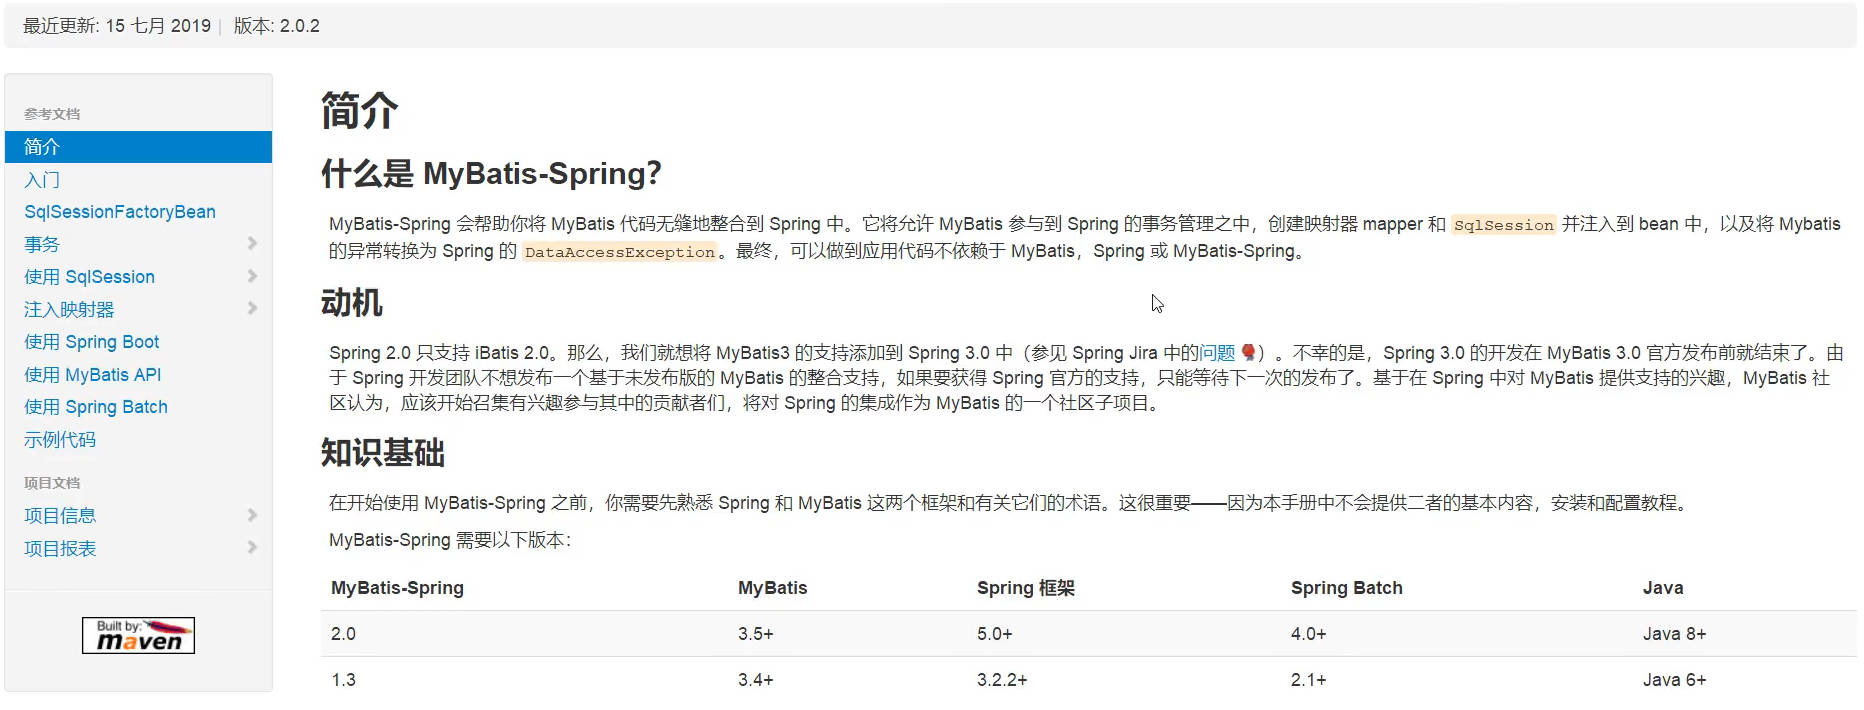 最近更新: 15 七月 2019 | 版本: 2.0.2
参考文档
简介
入门
SqlSessionFactoryBean
事务
使用 SqlSession
注入映射器
使用 Spring Boot
使用 MyBatis API
使用 Spring Batch
示例代码
项目文档
项目信息
项目报表
Built by:
maven
简介
什么是 MyBatis-Spring？
MyBatis-Spring 会帮助你将 MyBatis 代码无缝地整合到 Spring 中。它将允许 MyBatis 参与到 Spring 的事务管理之中，创建映射器 mapper 和 SqlSession 并注入到 bean 中，以及将 Mybatis
的异常转换为 Spring 的 DataAccessException。最终，可以做到应用代码不依赖于 MyBatis，Spring 或 MyBatis-Spring。
动机
Spring 2.0 只支持 iBatis 2.0。那么，我们就想将 MyBatis3 的支持添加到 Spring 3.0 中（参见 Spring Jira 中的问题）。不幸的是，Spring 3.0 的开发在 MyBatis 3.0 官方发布前就结束了。由
于 Spring 开发团队不想发布一个基于未发布版的 MyBatis 的整合支持，如果要获得 Spring 官方的支持，只能等待下一次的发布了。基于在 Spring 中对 MyBatis 提供支持的兴趣，MyBatis 社
区认为，应该开始召集有兴趣参与其中的贡献者们，将对 Spring 的集成作为 MyBatis 的一个社区子项目。
知识基础
在开始使用 MyBatis-Spring 之前，你需要先熟悉 Spring 和 MyBatis 这两个框架和有关它们的术语。这很重要——因为本手册中不会提供二者的基本内容，安装和配置教程。
MyBatis-Spring 需要以下版本：
MyBatis-Spring MyBatis Spring 框架 Spring Batch Java
2.0 3.5+ 5.0+ 4.0+ Java 8+
1.3 3.4+ 3.2.2+ 2.1+ Java 6+